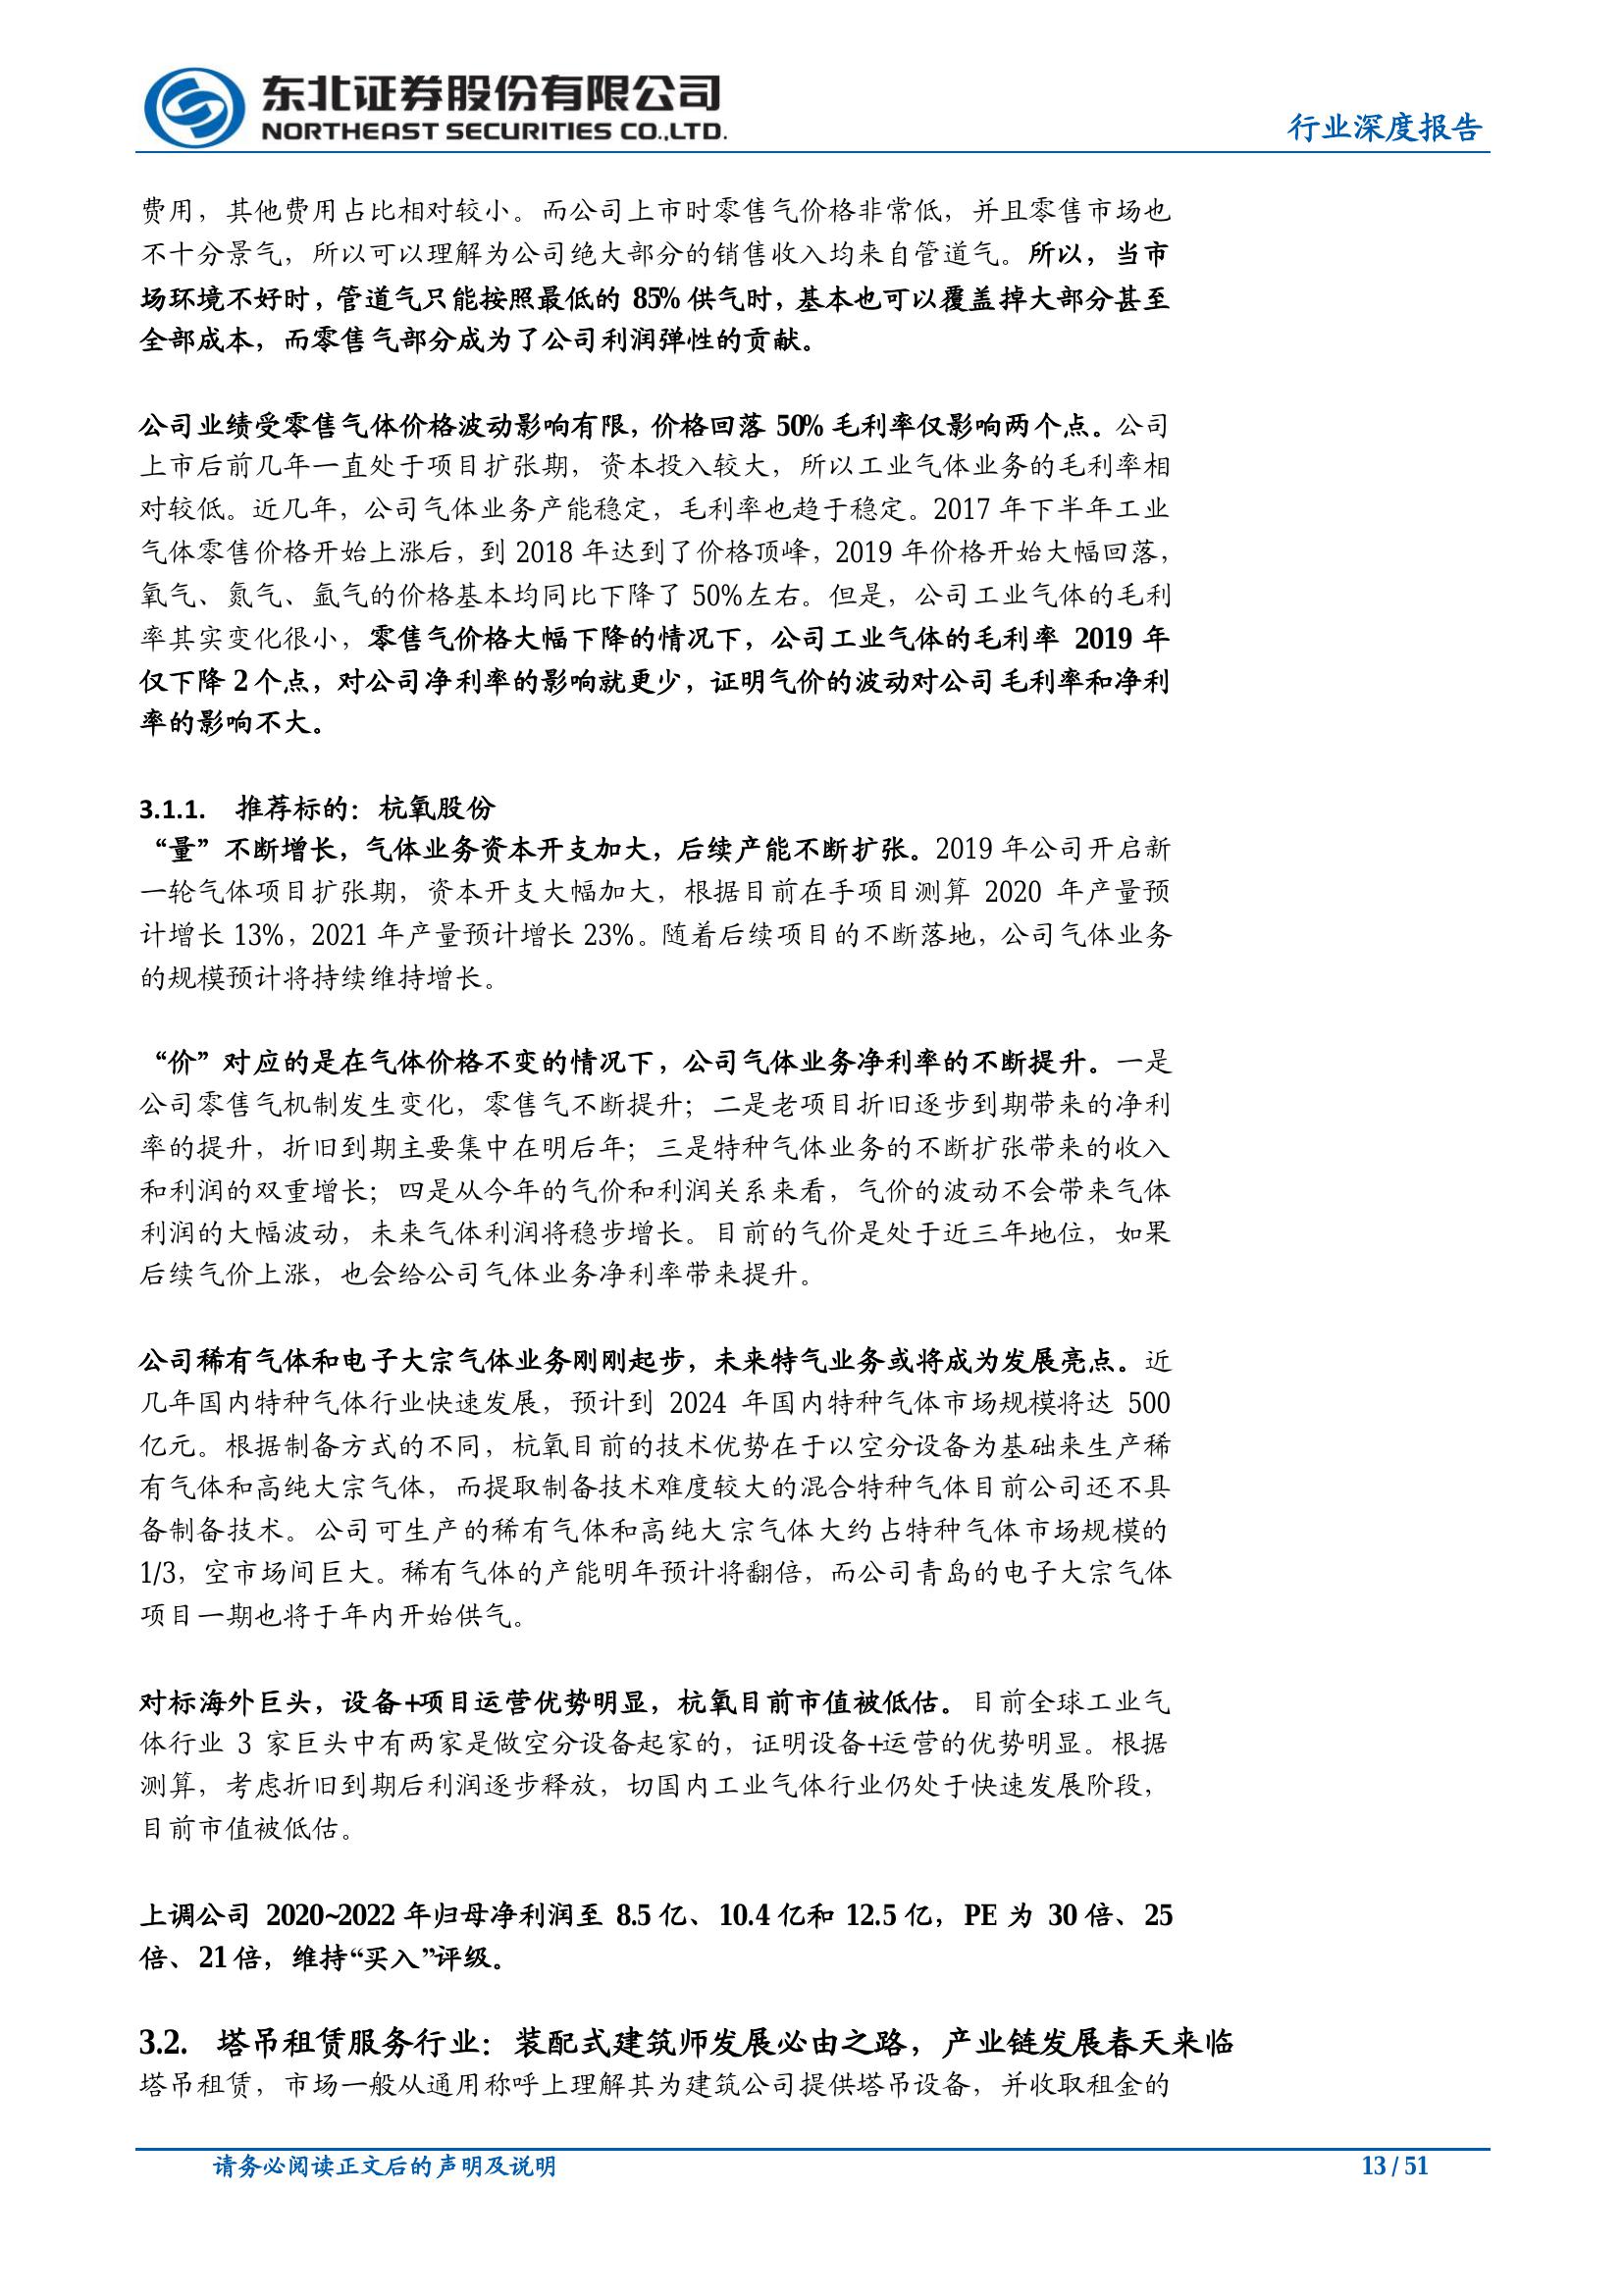 东北证券股份有限公司
NORTHEAST SECURITIES CO.,LTD.
行业深度报告
费用，其他费用占比相对较小。而公司上市时零售气价格非常低，并且零售市场也
不十分景气，所以可以理解为公司绝大部分的销售收入均来自管道气。所以，当市
场环境不好时，管道气只能按照最低的 85% 供气时，基本也可以覆盖掉大部分甚至
全部成本，而零售气部分成为了公司利润弹性的贡献。
公司业绩受零售气体价格波动影响有限，价格回落 50% 毛利率仅影响两个点。公司
上市后前几年一直处于项目扩张期，资本投入较大，所以工业气体业务的毛利率相
对较低。近几年，公司气体业务产能稳定，毛利率也趋于稳定。2017 年下半年工业
气体零售价格开始上涨后，到 2018 年达到了价格顶峰，2019 年价格开始大幅回落，
氧气、氮气、氩气的价格基本均同比下降了 50%左右。但是，公司工业气体的毛利
率其实变化很小，零售气价格大幅下降的情况下，公司工业气体的毛利率 2019 年
仅下降 2 个点，对公司净利率的影响就更少，证明气价的波动对公司毛利率和净利
率的影响不大。
3.1.1. 推荐标的：杭氧股份
“量”不断增长，气体业务资本开支加大，后续产能不断扩张。2019 年公司开启新
一轮气体项目扩张期，资本开支大幅加大，根据目前在手项目测算 2020 年产量预
计增长 13%，2021 年产量预计增长 23%。随着后续项目的不断落地，公司气体业务
的规模预计将持续维持增长。
“价”对应的是在气体价格不变的情况下，公司气体业务净利率的不断提升。一是
公司零售气机制发生变化，零售气不断提升；二是老项目折旧逐步到期带来的净利
率的提升，折旧到期主要集中在明后年；三是特种气体业务的不断扩张带来的收入
和利润的双重增长；四是从今年的气价和利润关系来看，气价的波动不会带来气体
利润的大幅波动，未来气体利润将稳步增长。目前的气价是处于近三年地位，如果
后续气价上涨，也会给公司气体业务净利率带来提升。
公司稀有气体和电子大宗气体业务刚刚起步，未来特气业务或将成为发展亮点。近
几年国内特种气体行业快速发展，预计到 2024 年国内特种气体市场规模将达 500
亿元。根据制备方式的不同，杭氧目前的技术优势在于以空分设备为基础来生产稀
有气体和高纯大宗气体，而提取制备技术难度较大的混合特种气体目前公司还不具
备制备技术。公司可生产的稀有气体和高纯大宗气体大约占特种气体市场规模的
1/3，空市场间巨大。稀有气体的产能明年预计将翻倍，而公司青岛的电子大宗气体
项目一期也将于年内开始供气。
对标海外巨头，设备+项目运营优势明显，杭氧目前市值被低估。目前全球工业气
体行业 3 家巨头中有两家是做空分设备起家的，证明设备+运营的优势明显。根据
测算，考虑折旧到期后利润逐步释放，切国内工业气体行业仍处于快速发展阶段，
目前市值被低估。
上调公司 2020~2022 年归母净利润至 8.5 亿、10.4 亿和 12.5 亿，PE 为 30 倍、25
倍、21 倍，维持“买入”评级。
3.2. 塔吊租赁服务行业：装配式建筑师发展必由之路，产业链发展春天来临
塔吊租赁，市场一般从通用称呼上理解其为建筑公司提供塔吊设备，并收取租金的
请务必阅读正文后的声明及说明
13 / 51